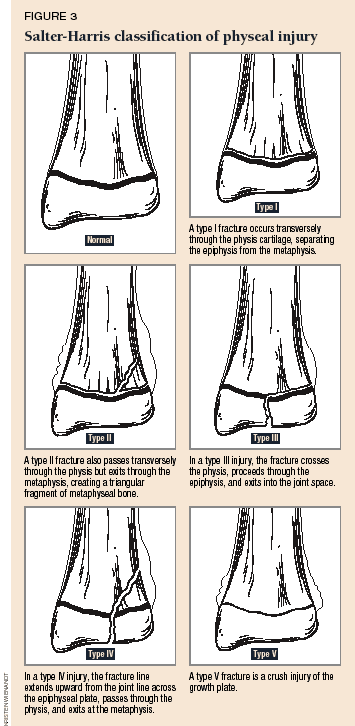 FIGURE 3
Salter-Harris classification of physeal injury
Normal
Type I
A type I fracture occurs transversely
through the physis cartilage, separating
the epiphysis from the metaphysis.
Type II
A type II fracture also passes transversely
through the physis but exits through the
metaphysis, creating a triangular
fragment of metaphyseal bone.
Type III
In a type III injury, the fracture crosses
the physis, proceeds through the
epiphysis, and exits into the joint space.
Type IV
In a type IV injury, the fracture line
extends upward from the joint line across
the epiphyseal plate, passes through the
physis, and exits at the metaphysis.
Type V
A type V fracture is a crush injury of the
growth plate.